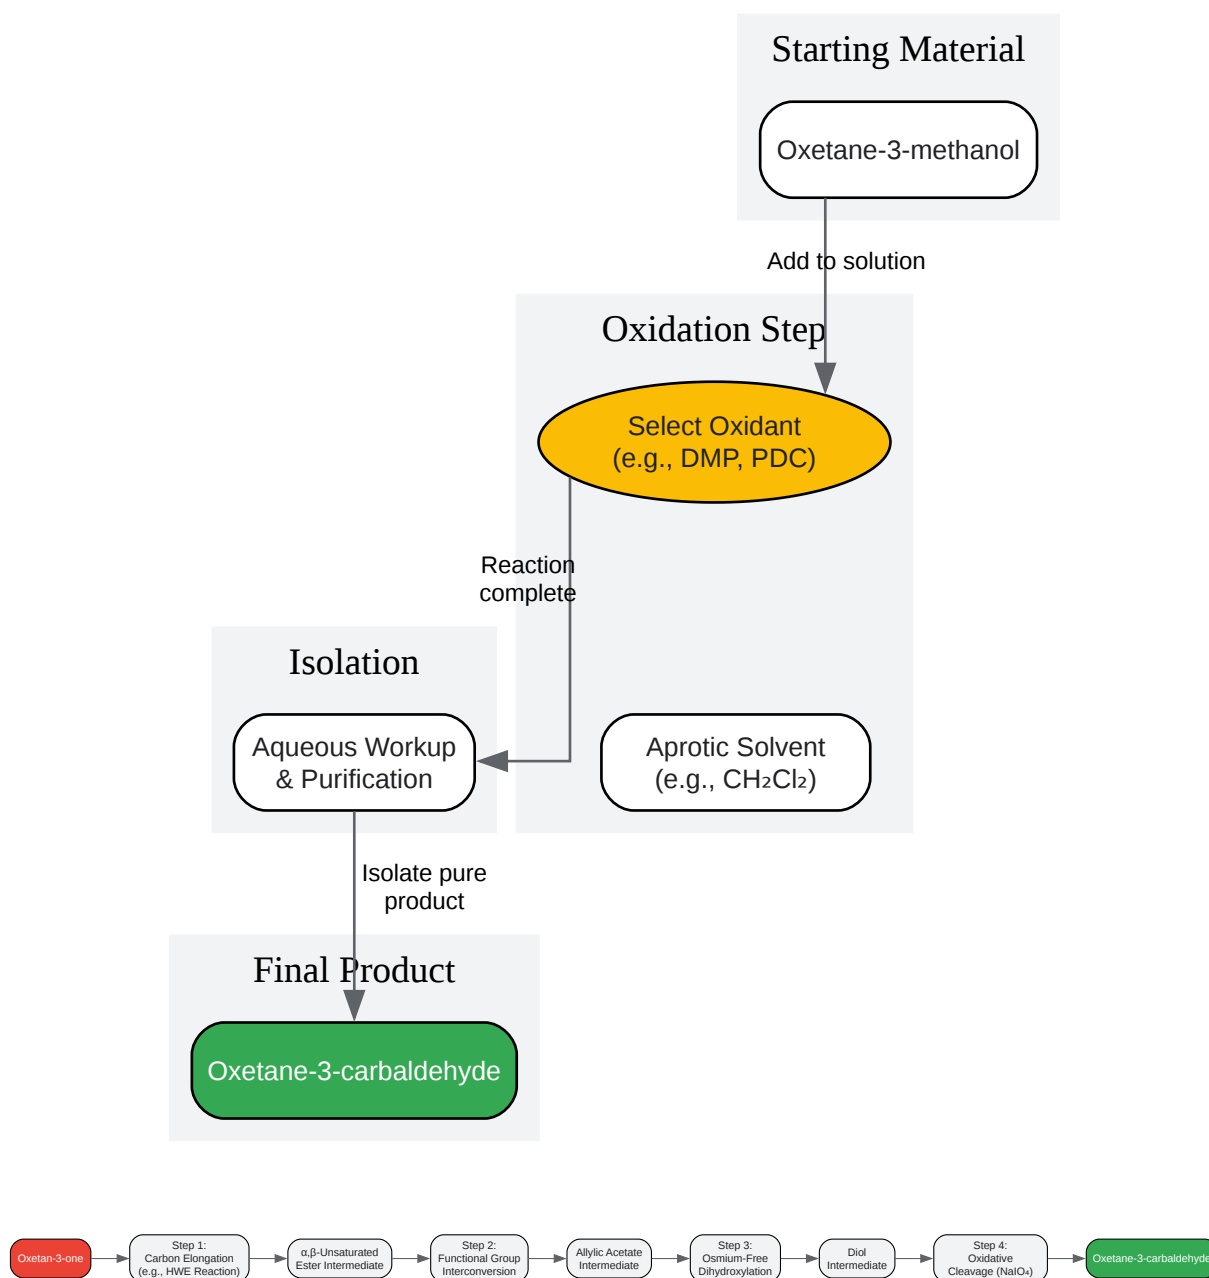 Starting Material
Oxetane-3-methanol
Add to solution
Oxidation Step
Select Oxidant
(e.g., DMP, PDC)
Reaction
complete
Isolation
Aqueous Workup
& Purification
Aprotic Solvent
(e.g., CH₂Cl₂)
Isolate pure
product
Final Product
Oxetane-3-carbaldehyde
Oxetan-3-one
Step 1:
Carbon Elongation
(e.g., HWE Reaction)
α,β-Unsaturated
Ester Intermediate
Step 2:
Functional Group
Interconversion
Allylic Acetate
Intermediate
Step 3:
Osmium-Free
Dihydroxylation
Diol
Intermediate
Step 4:
Oxidative
Cleavage (NaIO₄)
Oxetane-3-carbaldehyde